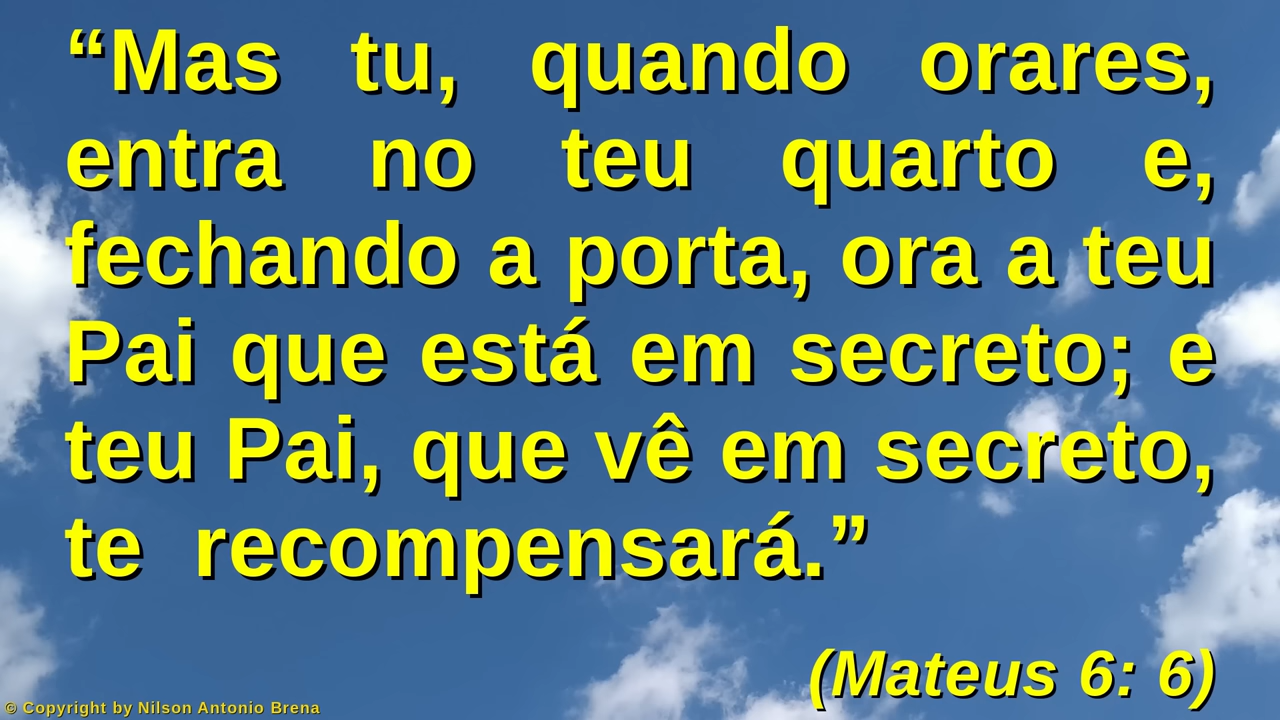 “Mas tu, quando orares,
entra no teu quarto e,
fechando a porta, ora a teu
Pai que está em secreto; e
teu Pai, que vê em secreto,
te recompensará.”
(Mateus 6: 6)
© Copyright by Nilson Antonio Brena